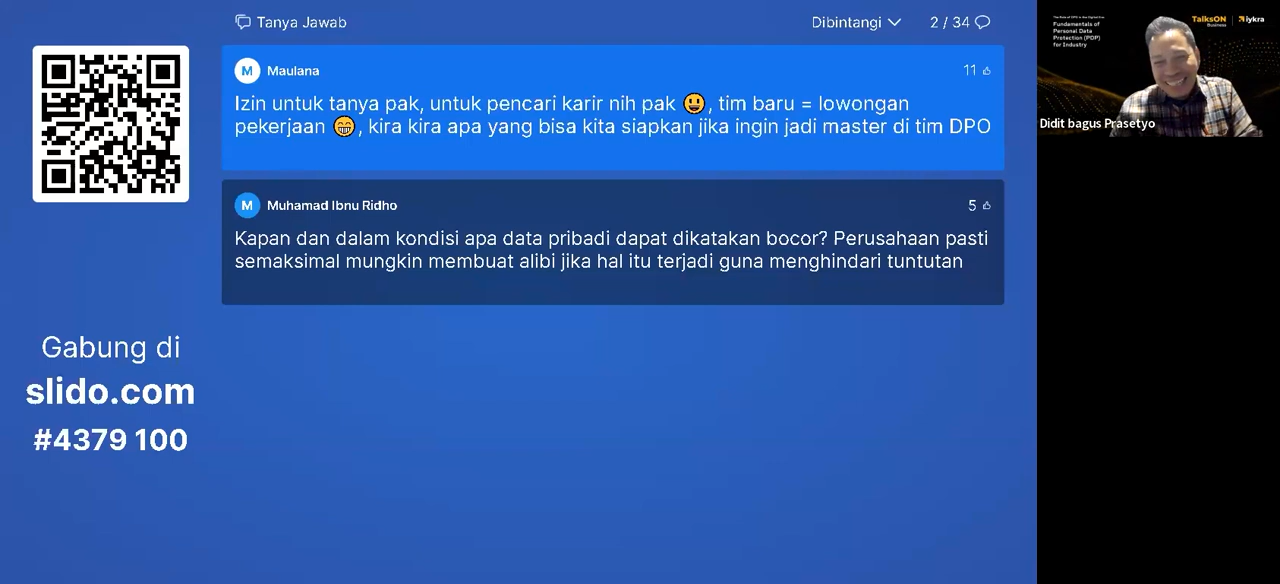 Tanya Jawab
Dibintangi
2 / 34
M Maulana
11
Izin untuk tanya pak, untuk pencari karir nih pak 😃, tim baru = lowongan
pekerjaan 😁, kira kira apa yang bisa kita siapkan jika ingin jadi master di tim DPO
M Muhamad Ibnu Ridho
5
Kapan dan dalam kondisi apa data pribadi dapat dikatakan bocor? Perusahaan pasti
semaksimal mungkin membuat alibi jika hal itu terjadi guna menghindari tuntutan
Gabung di
slido.com
#4379 100
Fundamentals of
Personal Data
Protection (PDP)
for Industry
TalksON
Business
iykra
Didit bagus Prasetyo